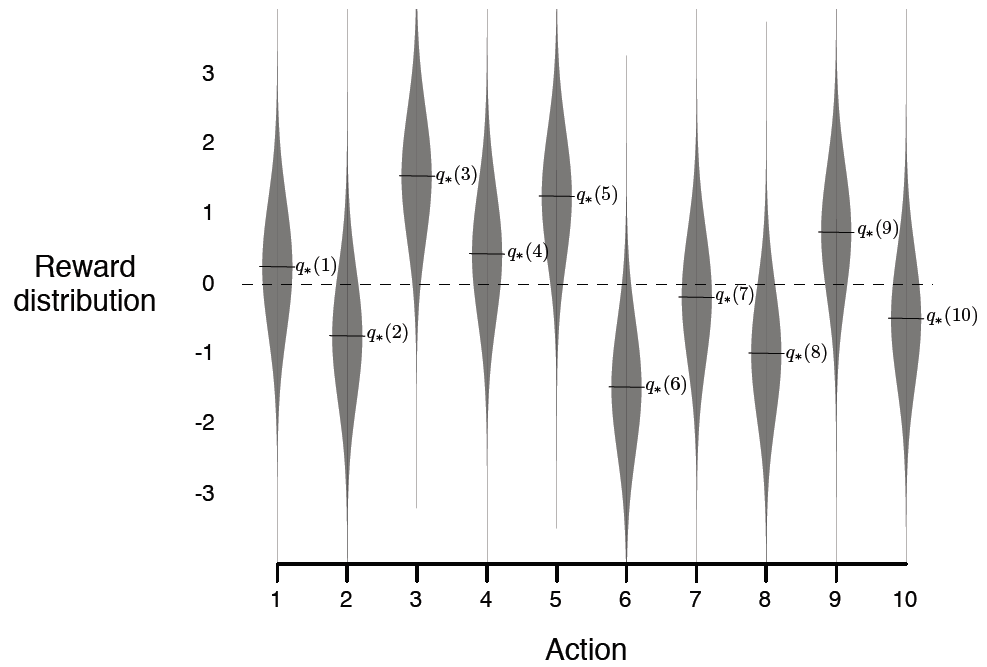 3
2
q*(3)
1
q*(5)
q*(9)
q*(4)
Reward
distribution
q*(1)
0
q*(7)
q*(10)
q*(2)
-1
q*(8)
q*(6)
-2
-3
1 2 3 4 5 6 7 8 9 10
Action